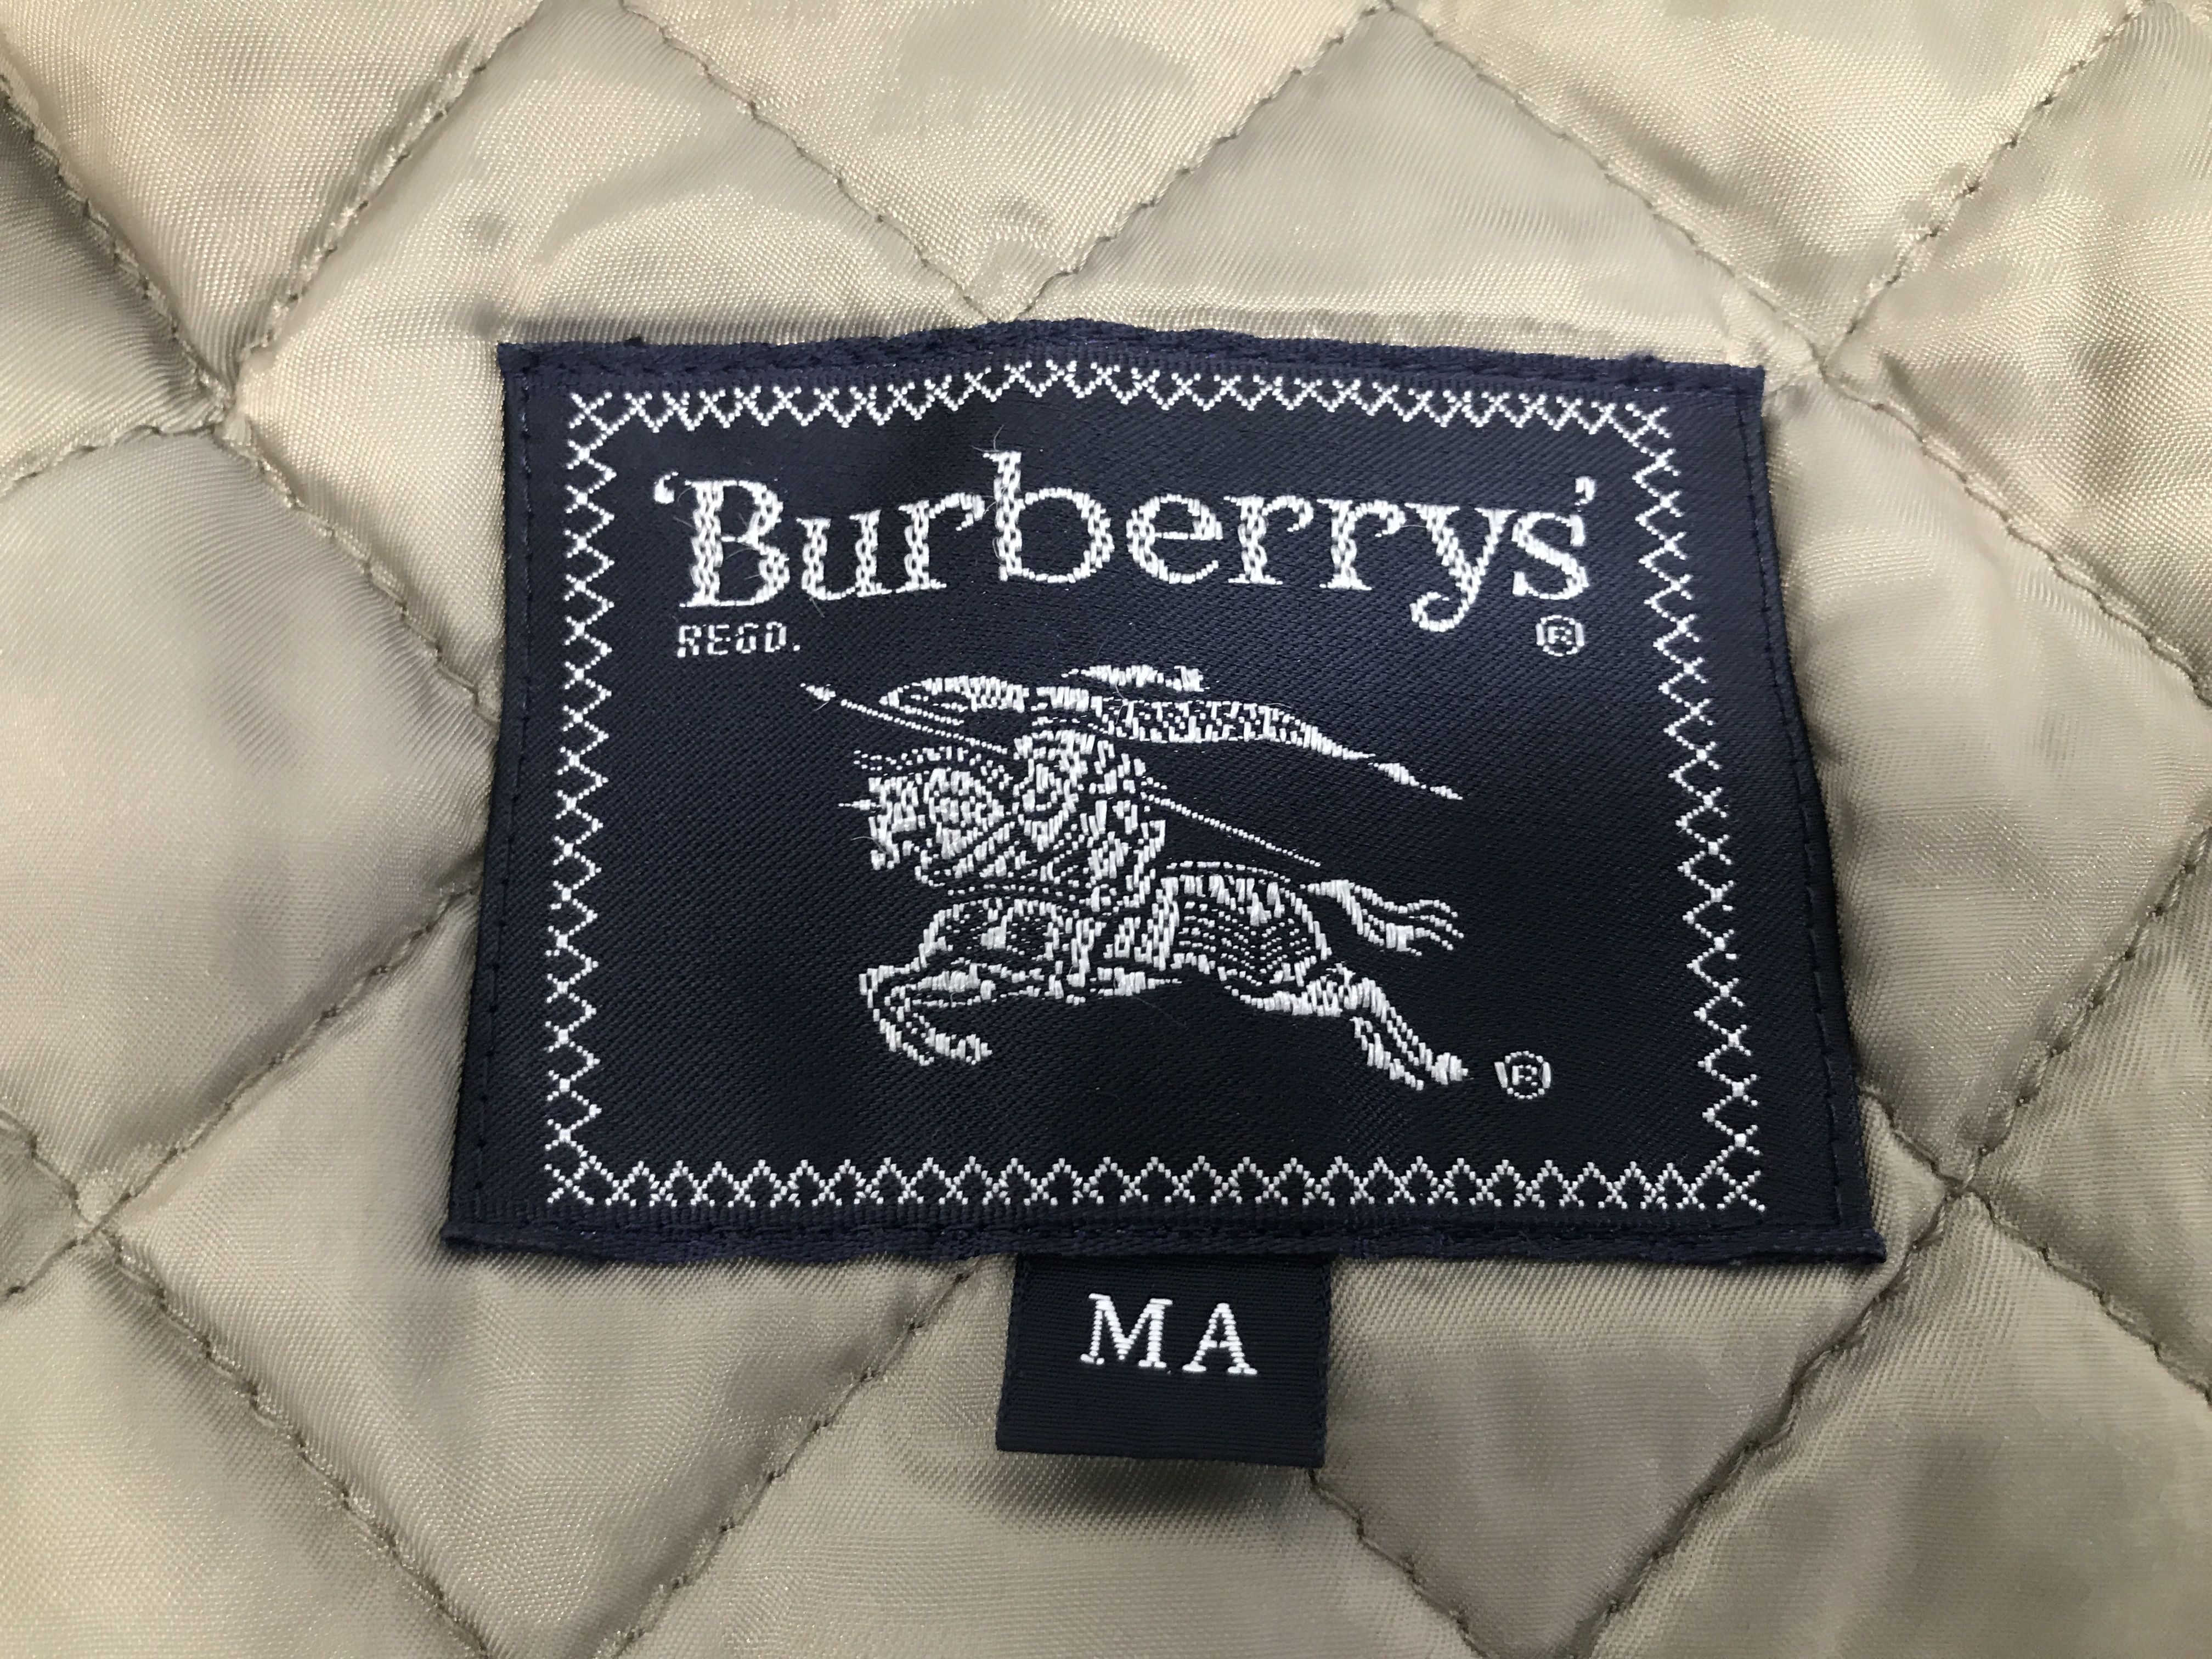 ‘Burberrys’
REGD. ®
®
MA